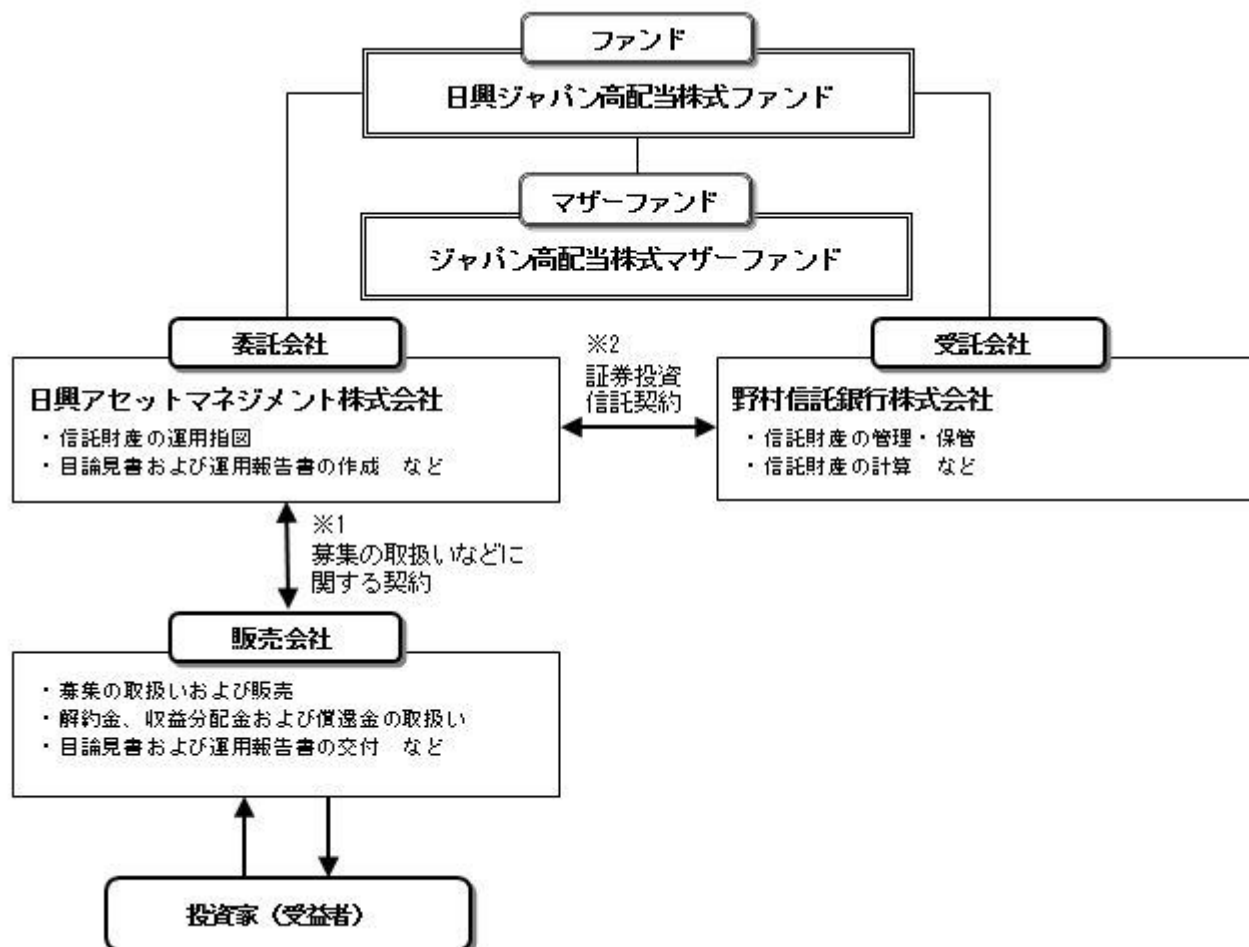 ファンド
日興ジャパン高配当株式ファンド
マザーファンド
ジャパン高配当株式マザーファンド
委託会社
日興アセットマネジメント株式会社
・信託財産の運用指図
・目論見書および運用報告書の作成　など
※2
証券投資
信託契約
受託会社
野村信託銀行株式会社
・信託財産の管理・保管
・信託財産の計算　など
※1
募集の取扱いなどに
関する契約
販売会社
・募集の取扱いおよび販売
・解約金、収益分配金および償還金の取扱い
・目論見書および運用報告書の交付　など
投資家（受益者）